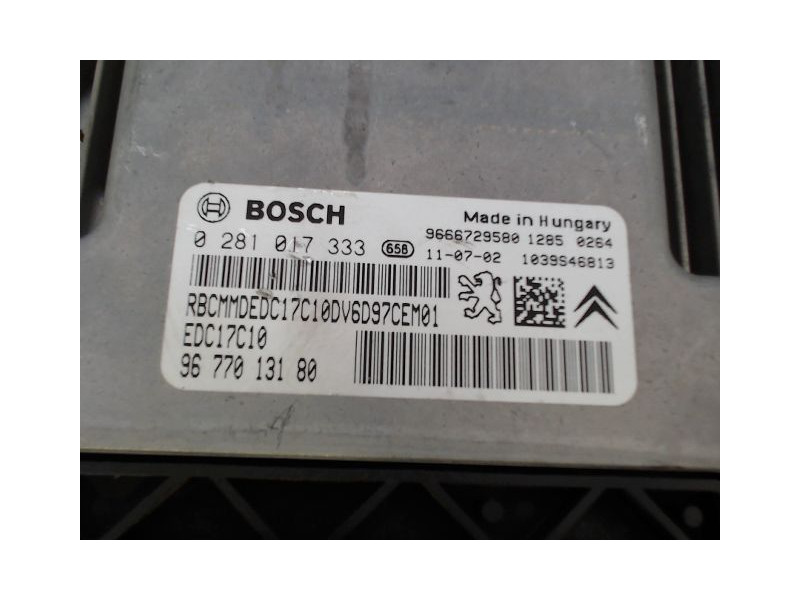 BOSCH
Made in Hungary
0 281 017 333 658
9666729580 1285 0264
11-07-02 1039S46813
RBCMMDEDC17C10DV6D97CEM01
EDC17C10
96 770 131 80